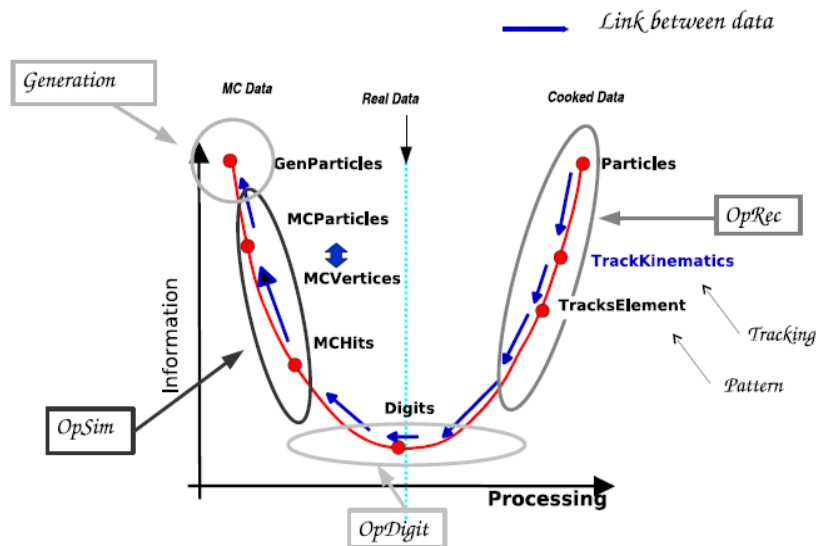 Link between data
Generation
MC Data
Real Data
Cooked Data
GenParticles
Particles
MCParticles
OpRec
MCVertices
TrackKinematics
TracksElement
Tracking
MCHits
Information
Pattern
Digits
OpSim
Processing
OpDigit